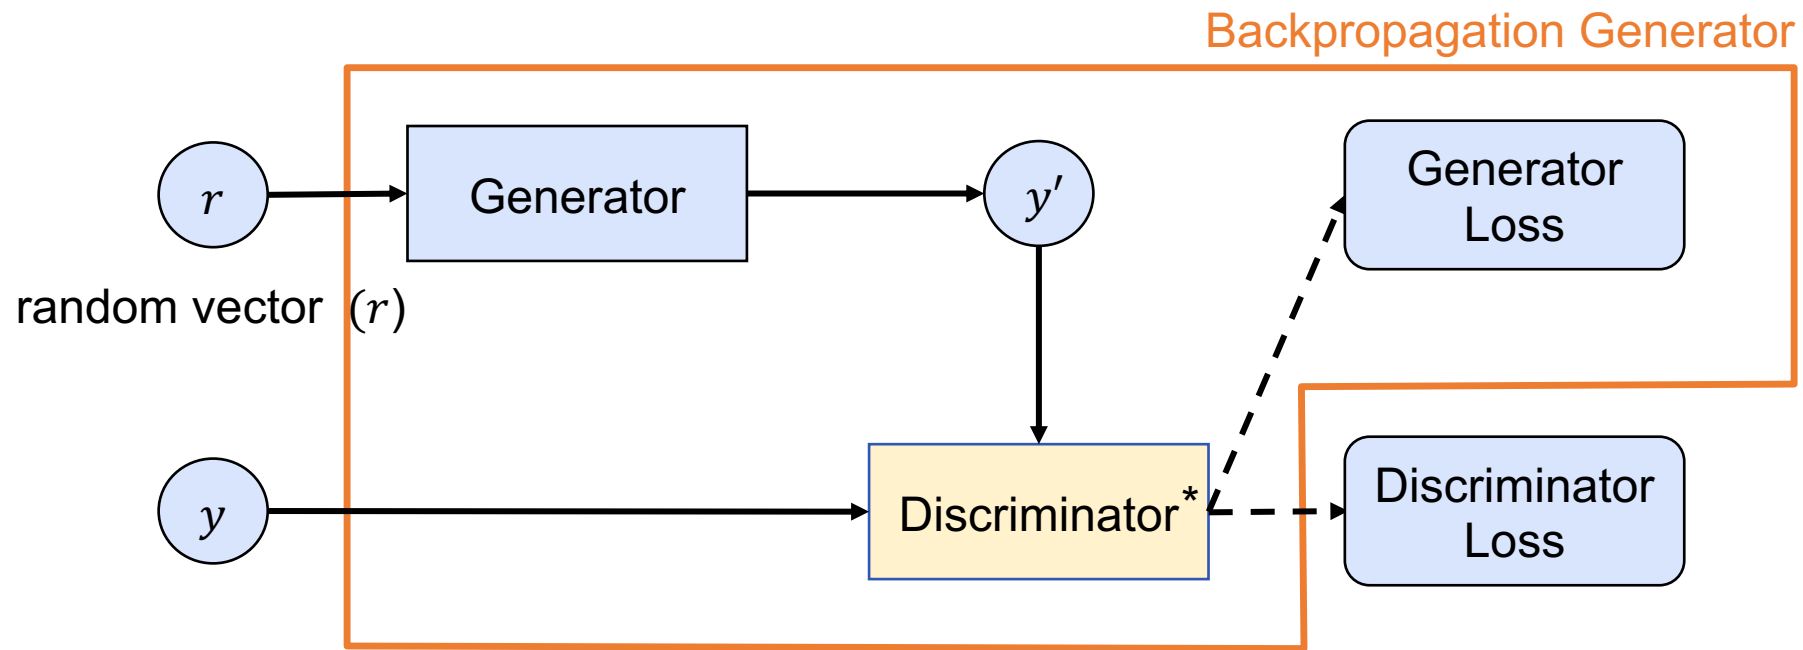 Backpropagation Generator
r
Generator
y′
Generator
Loss
random vector (r)
y
Discriminator*
Discriminator
Loss